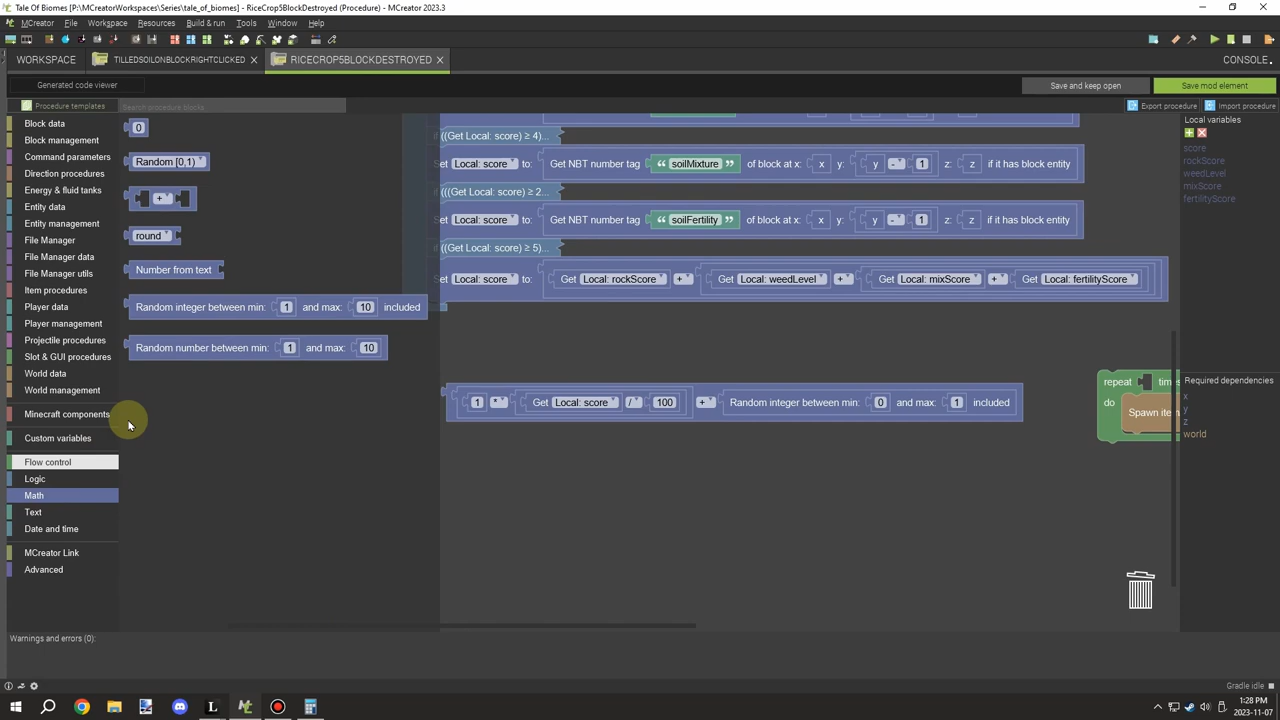 Tale Of Biomes [P:\MCreatorWorkspaces\Series\tale_of_biomes] - RiceCrop5BlockDestroyed (Procedure) - MCreator 2023.3
MCreator File Workspace Resources Build & run Tools Window Help
WORKSPACE TILLEDSOILONBLOCKRIGHTCLICKED × RICECROP5BLOCKDESTROYED × CONSOLE
Generated code viewer Save and keep open Save mod element
Procedure templates Search procedure blocks Export procedure Import procedure
Block data
Block management
Command parameters
Direction procedures
Energy & fluid tanks
Entity data
Entity management
File Manager
File Manager data
File Manager utils
Item procedures
Player data
Player management
Projectile procedures
Slot & GUI procedures
World data
World management
Minecraft components
Custom variables
Flow control
Logic
Math
Text
Date and time
MCreator Link
Advanced
0
Random [0,1)
+
round
Number from text
Random integer between min: 1 and max: 10 included
Random number between min: 1 and max: 10
((Get Local: score) ≥ 4)...
Set Local: score to: Get NBT number tag “ soilMixture ” of block at x: x y: y - 1 z: z if it has block entity
(((Get Local: score) ≥ 2...
Set Local: score to: Get NBT number tag “ soilFertility ” of block at x: x y: y - 1 z: z if it has block entity
((Get Local: score) ≥ 5)...
Set Local: score to: Get Local: rockScore + Get Local: weedLevel + Get Local: mixScore + Get Local: fertilityScore
1 * Get Local: score / 100 + Random integer between min: 0 and max: 1 included
repeat times
do Spawn item
Local variables
score
rockScore
weedLevel
mixScore
fertilityScore
Required dependencies
x
y
z
world
Warnings and errors (0):
Gradle idle
1:28 PM
2023-11-07